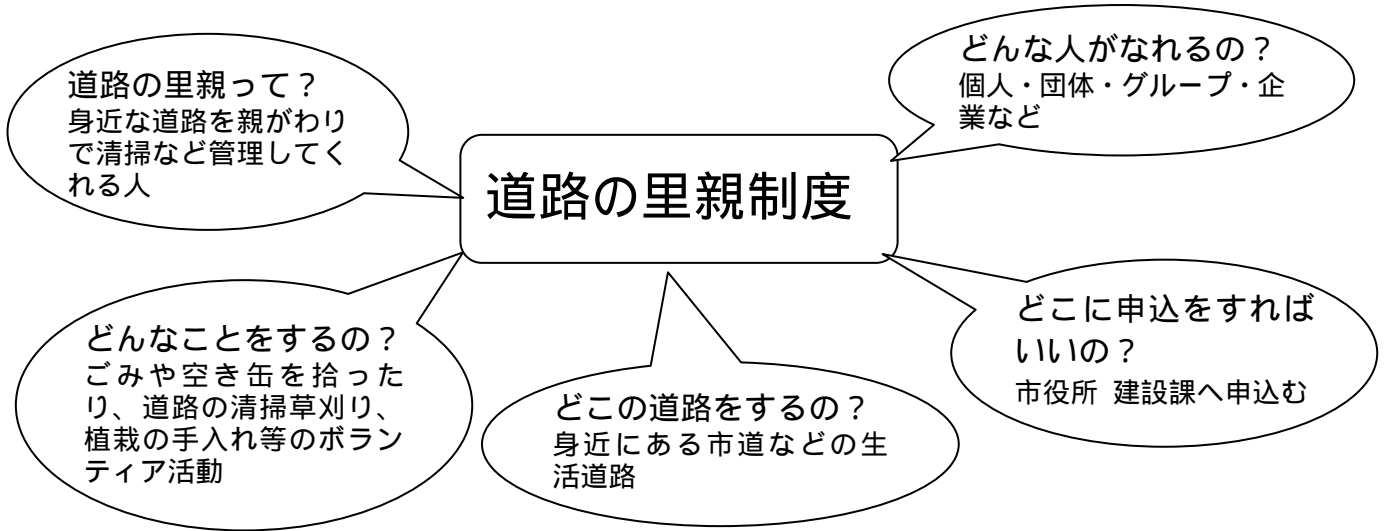 道路の里親って？
身近な道路を親がわり
で清掃など管理してく
れる人
どんな人がなれるの？
個人・団体・グループ・企
業など
道路の里親制度
どんなことをするの？
ごみや空き缶を拾った
り、道路の清掃草刈り、
植栽の手入れ等のボラン
ティア活動
どこの道路をするの？
身近にある市道などの生
活道路
どこに申込をすれば
いいの？
市役所 建設課へ申込む